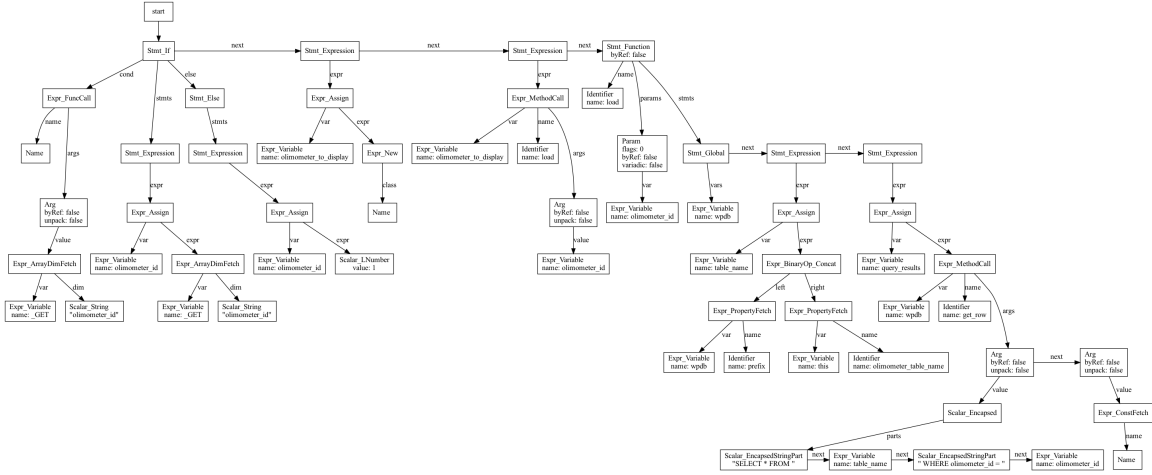 start
Stmt_If
next
Stmt_Expression
next
Stmt_Expression
next
Stmt_Function
byRef: false
cond
stmts
else
expr
expr
name
params
stmts
Expr_FuncCall
Stmt_Else
Expr_Assign
Expr_MethodCall
Identifier
name: load
name
args
stmts
var
expr
var
name
args
Name
Stmt_Expression
Stmt_Expression
Expr_Variable
name: olimometer_to_display
Expr_New
Expr_Variable
name: olimometer_to_display
Identifier
name: load
Param
flags: 0
byRef: false
variadic: false
Stmt_Global
next
Stmt_Expression
next
Stmt_Expression
expr
expr
class
var
vars
expr
expr
Arg
byRef: false
unpack: false
Expr_Assign
Expr_Assign
Name
Arg
byRef: false
unpack: false
Expr_Variable
name: olimometer_id
Expr_Variable
name: wpdb
Expr_Assign
Expr_Assign
value
var
expr
var
expr
value
var
expr
var
expr
Expr_ArrayDimFetch
Expr_Variable
name: olimometer_id
Expr_ArrayDimFetch
Expr_Variable
name: olimometer_id
Scalar_LNumber
value: 1
Expr_Variable
name: olimometer_id
Expr_Variable
name: table_name
Expr_BinaryOp_Concat
Expr_Variable
name: query_results
Expr_MethodCall
var
dim
var
dim
left
right
var
name
args
Expr_Variable
name: _GET
Scalar_String
"olimometer_id"
Expr_Variable
name: _GET
Scalar_String
"olimometer_id"
Expr_PropertyFetch
Expr_PropertyFetch
Expr_Variable
name: wpdb
Identifier
name: get_row
var
name
var
name
Expr_Variable
name: wpdb
Identifier
name: prefix
Expr_Variable
name: this
Identifier
name: olimometer_table_name
Arg
byRef: false
unpack: false
next
Arg
byRef: false
unpack: false
value
value
Scalar_Encapsed
Expr_ConstFetch
parts
name
Scalar_EncapsedStringPart
"SELECT * FROM "
next
Expr_Variable
name: table_name
next
Scalar_EncapsedStringPart
" WHERE olimometer_id = "
next
Expr_Variable
name: olimometer_id
Name